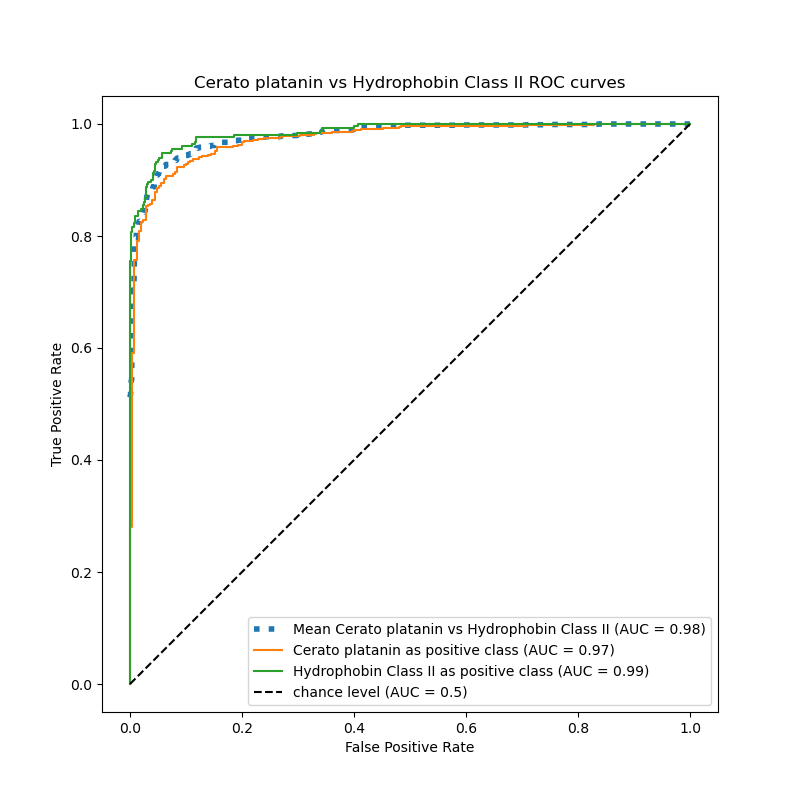 Cerato platanin vs Hydrophobin Class II ROC curves
1.0
0.8
0.6
0.4
0.2
0.0
True Positive Rate
Mean Cerato platanin vs Hydrophobin Class II (AUC = 0.98)
Cerato platanin as positive class (AUC = 0.97)
Hydrophobin Class II as positive class (AUC = 0.99)
chance level (AUC = 0.5)
0.0 0.2 0.4 0.6 0.8 1.0
False Positive Rate